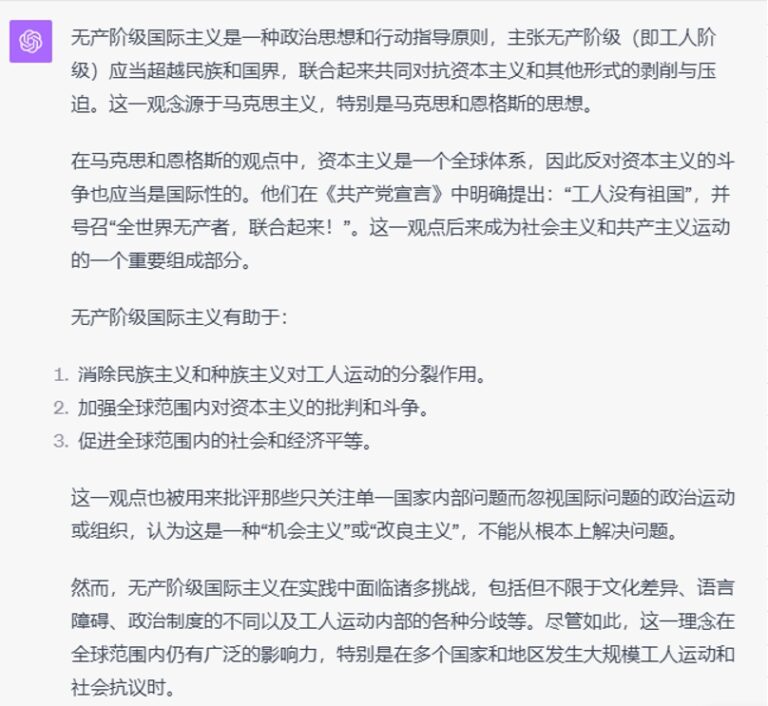 无产阶级国际主义是一种政治思想和行动指导原则，主张无产阶级（即工人阶
级）应当超越民族和国界，联合起来共同对抗资本主义和其他形式的剥削与压
迫。这一观念源于马克思主义，特别是马克思和恩格斯的思想。
在马克思和恩格斯的观点中，资本主义是一个全球体系，因此反对资本主义的斗
争也应当是国际性的。他们在《共产党宣言》中明确提出：“工人没有祖国”，并
号召“全世界无产者，联合起来！”。这一观点后来成为社会主义和共产主义运动
的一个重要组成部分。
无产阶级国际主义有助于：
1. 消除民族主义和种族主义对工人运动的分裂作用。
2. 加强全球范围内对资本主义的批判和斗争。
3. 促进全球范围内的社会和经济平等。
这一观点也被用来批评那些只关注单一国家内部问题而忽视国际问题的政治运动
或组织，认为这是一种“机会主义”或“改良主义”，不能从根本上解决问题。
然而，无产阶级国际主义在实践中面临诸多挑战，包括但不限于文化差异、语言
障碍、政治制度的不同以及工人运动内部的各种分歧等。尽管如此，这一理念在
全球范围内仍有广泛的影响力，特别是在多个国家和地区发生大规模工人运动和
社会抗议时。